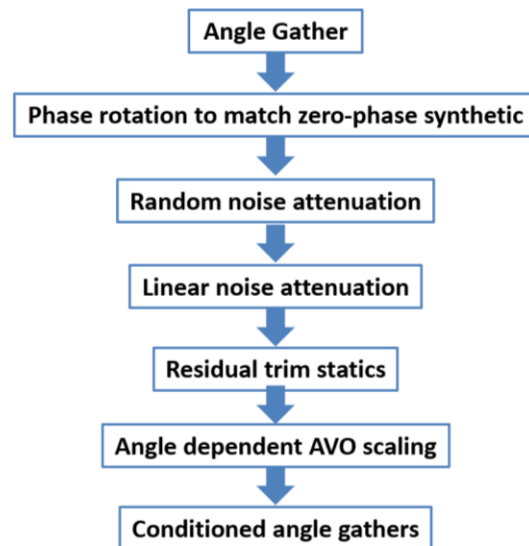 Angle Gather
Phase rotation to match zero-phase synthetic
Random noise attenuation
Linear noise attenuation
Residual trim statics
Angle dependent AVO scaling
Conditioned angle gathers